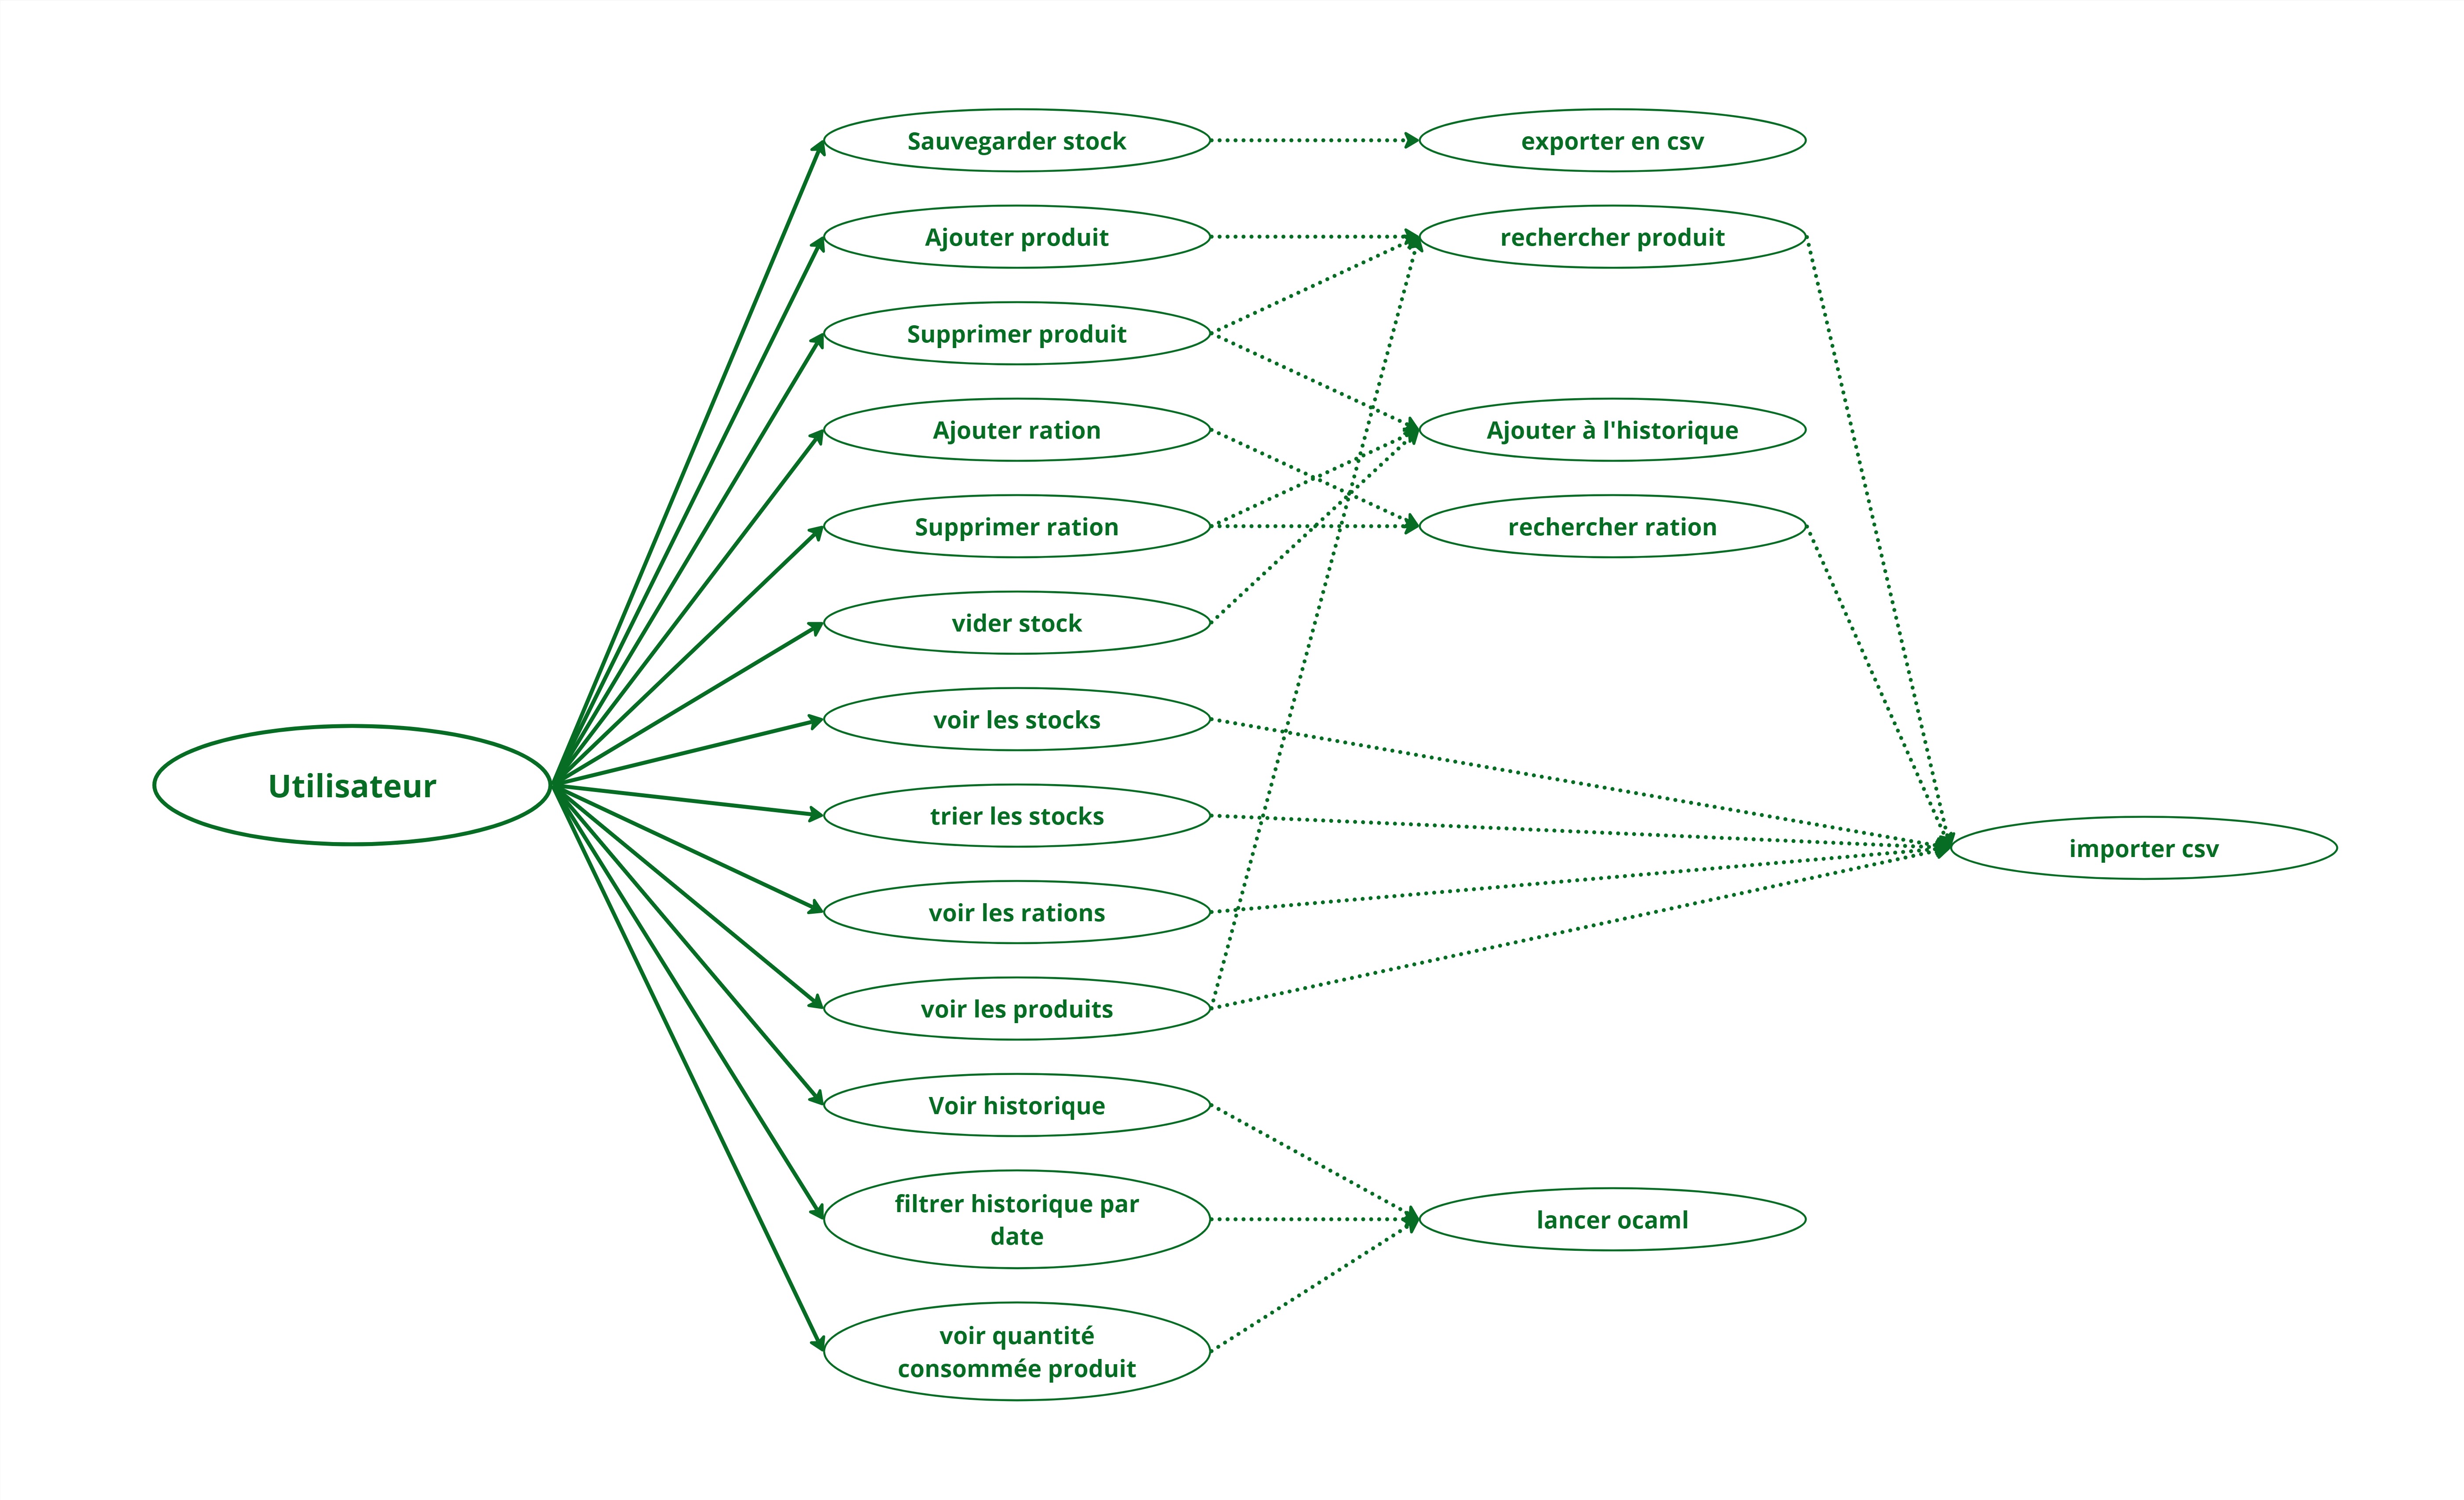 Sauvegarder stock
exporter en csv
Ajouter produit
rechercher produit
Supprimer produit
Ajouter ration
Ajouter à l'historique
Supprimer ration
rechercher ration
vider stock
voir les stocks
Utilisateur
trier les stocks
importer csv
voir les rations
voir les produits
Voir historique
filtrer historique par
date
lancer ocaml
voir quantité
consommée produit